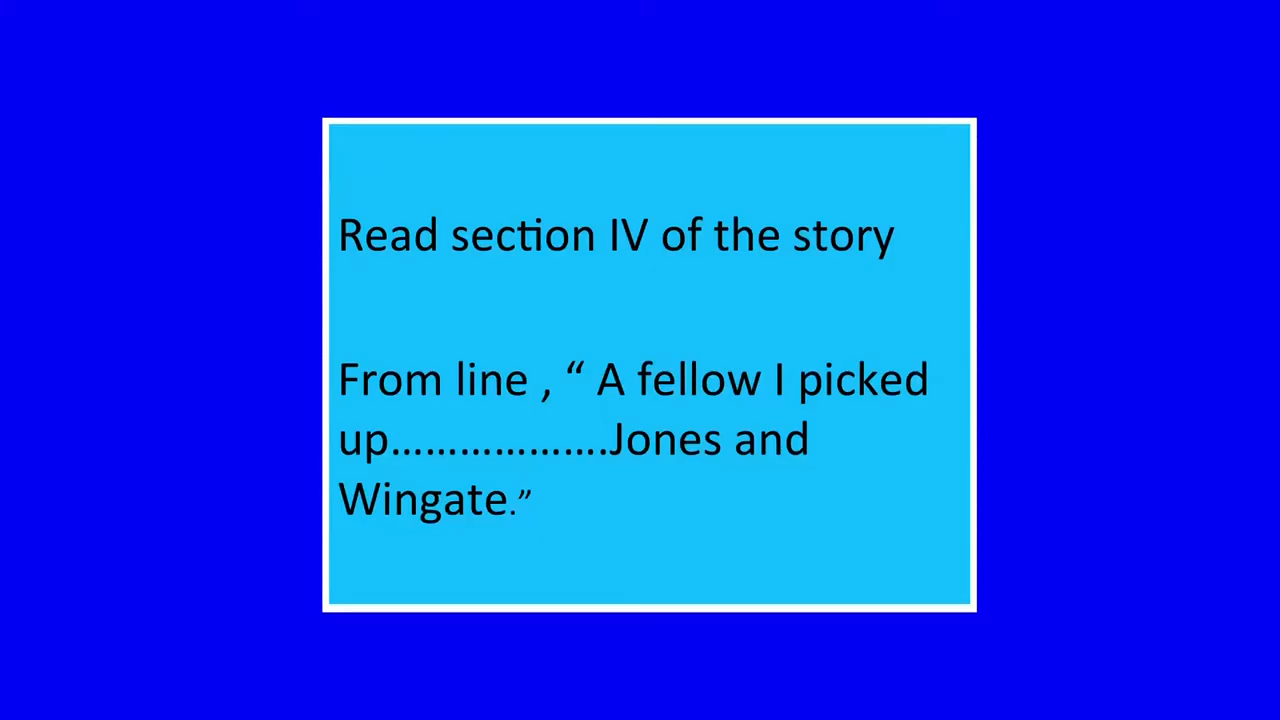 Read section IV of the story
From line , “ A fellow I picked
up……………….Jones and
Wingate.”